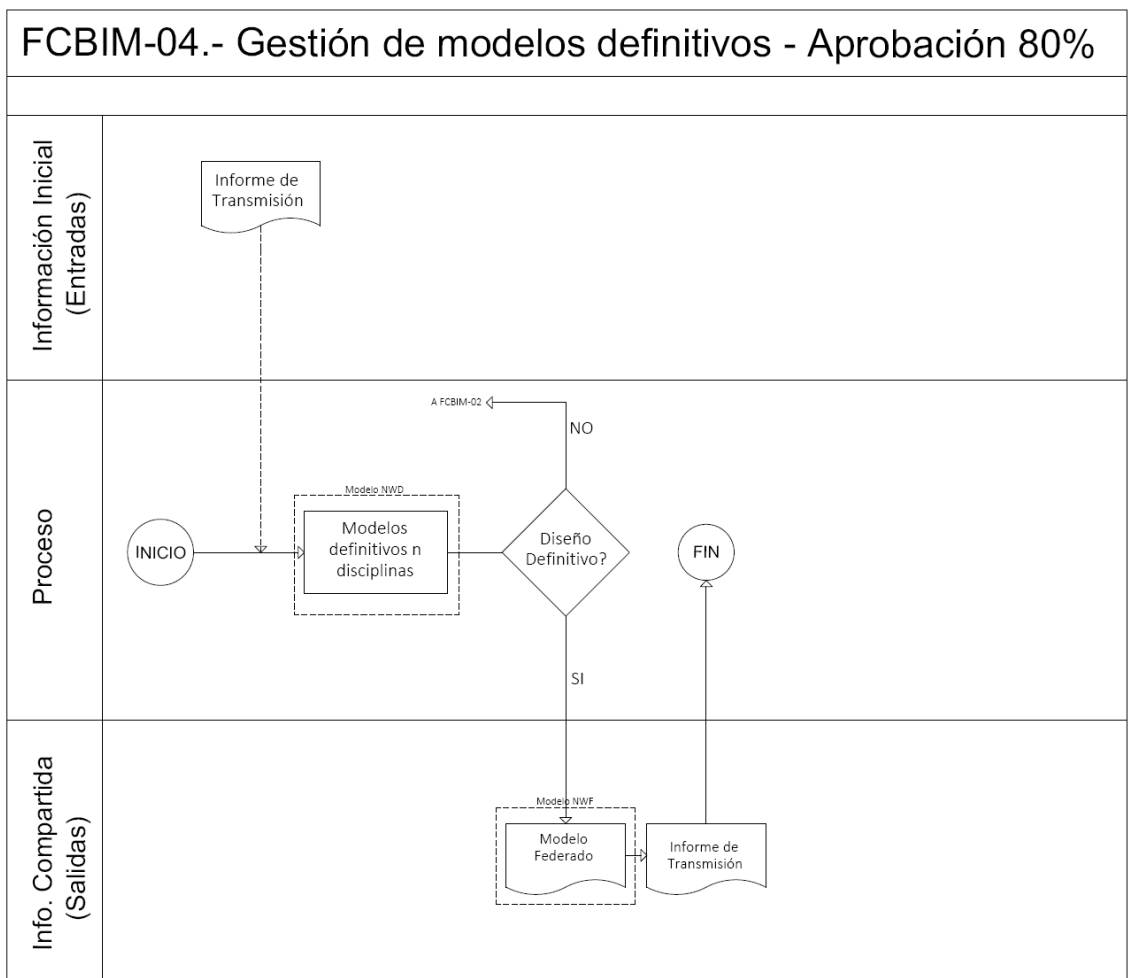 FCBIM-04.- Gestión de modelos definitivos - Aprobación 80%
Información Inicial
(Entradas)
Informe de
Transmisión
Proceso
A FCBIM-02
NO
Modelo NWD
INICIO
Modelos
definitivos n
disciplinas
Diseño
Definitivo?
FIN
SI
Info. Compartida
(Salidas)
Modelo NWF
Modelo
Federado
Informe de
Transmisión